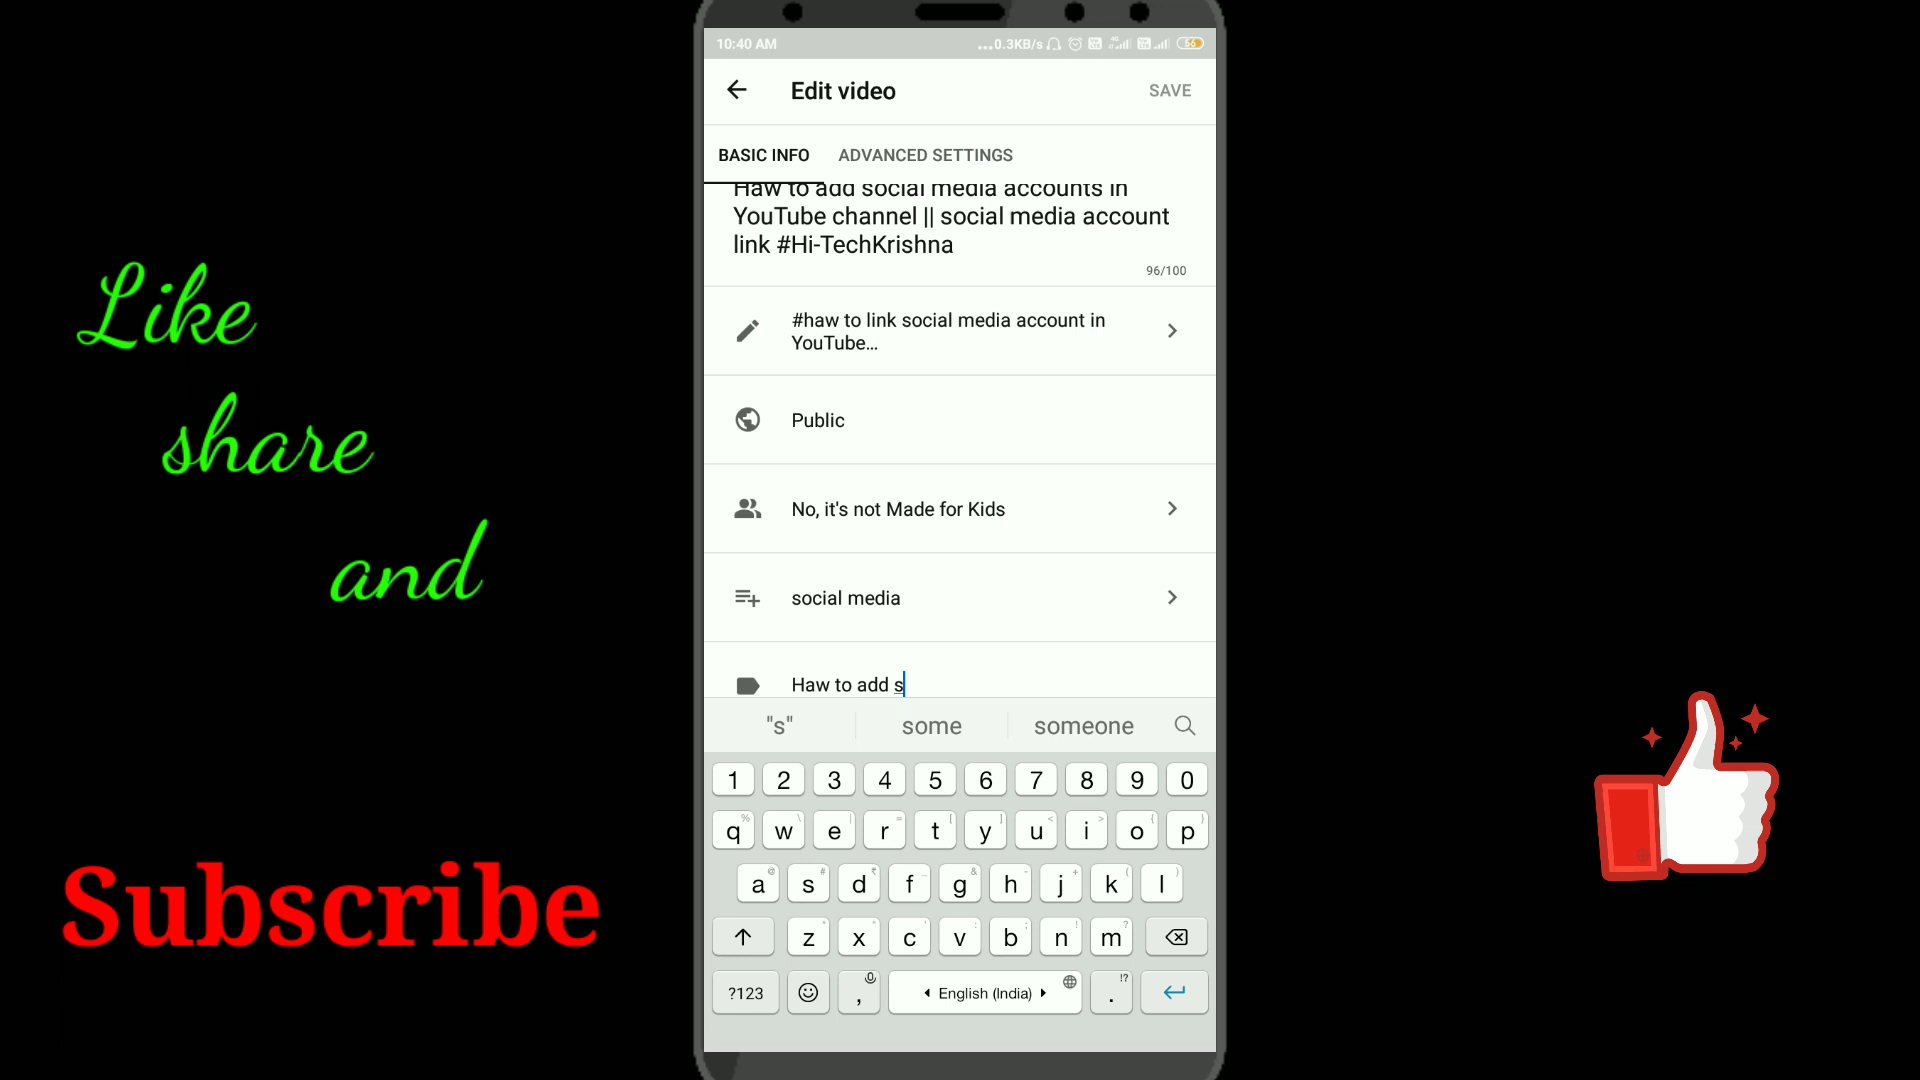 10:40 AM
...0.3KB/s
4G
56
Edit video
SAVE
BASIC INFO
ADVANCED SETTINGS
Haw to add social media accounts in
YouTube channel || social media account
link #Hi-TechKrishna
96/100
#haw to link social media account in
YouTube...
Public
No, it's not Made for Kids
social media
Haw to add s
"s"
some
someone
1 2 3 4 5 6 7 8 9 0
q w e r t y u i o p
a s d f g h j k l
z x c v b n m
?123
,
English (India)
.
!?
Like
share
and
Subscribe